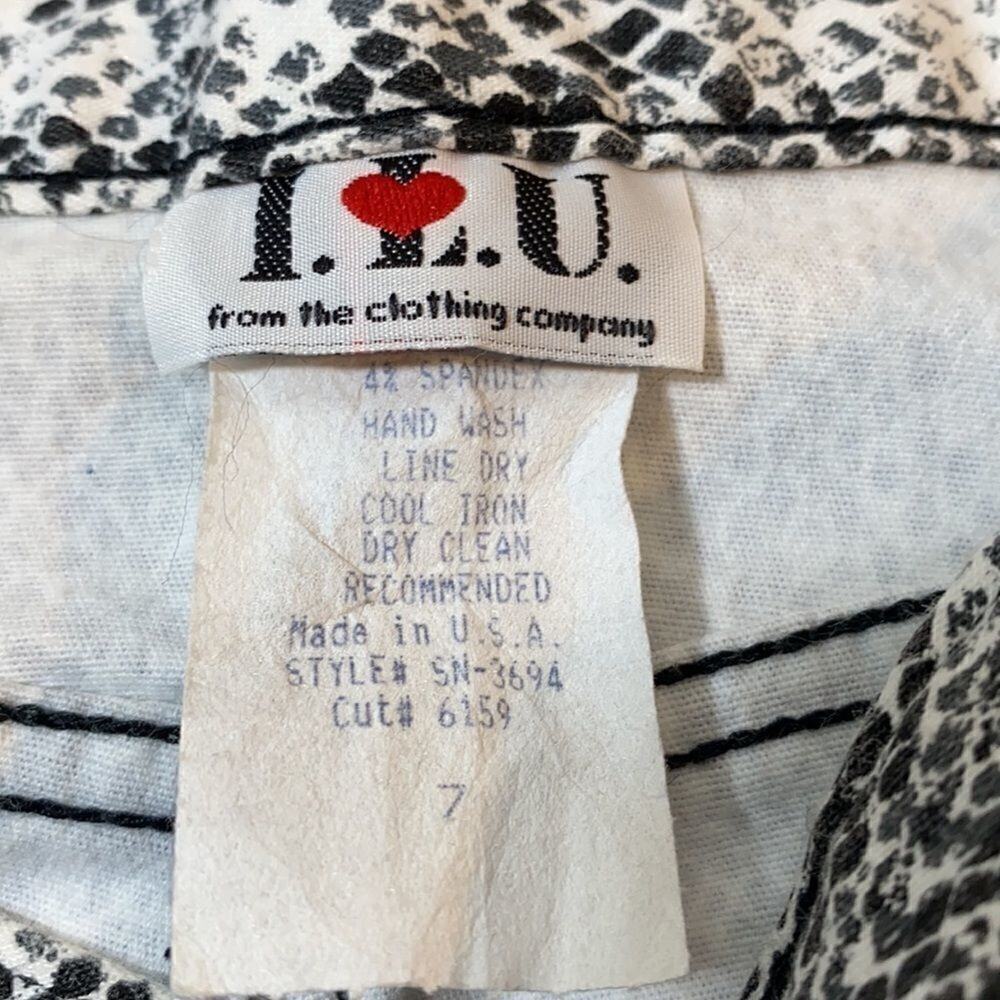 I.L.U.
from the clothing company
4% SPANDEX
HAND WASH
LINE DRY
COOL IRON
DRY CLEAN
RECOMMENDED
Made in U.S.A.
STYLE# SN-3694
Cut# 6159
7